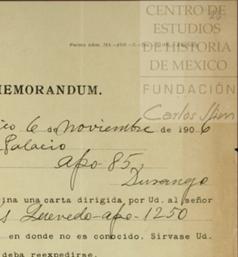 CENTRO DE
ESTUDIOS
DE HISTORIA
DE MEXICO
FUNDACIÓN
Carlos Slim
MEMORANDUM.
ico 6 de Noviembre de 1906
Palacio
apo-85,
Durango
ina una carta dirigida por Ud. al señor
s Quevedo-apo-1250
en donde no es conocido. Sírvase Ud.
deba reexpedirse.